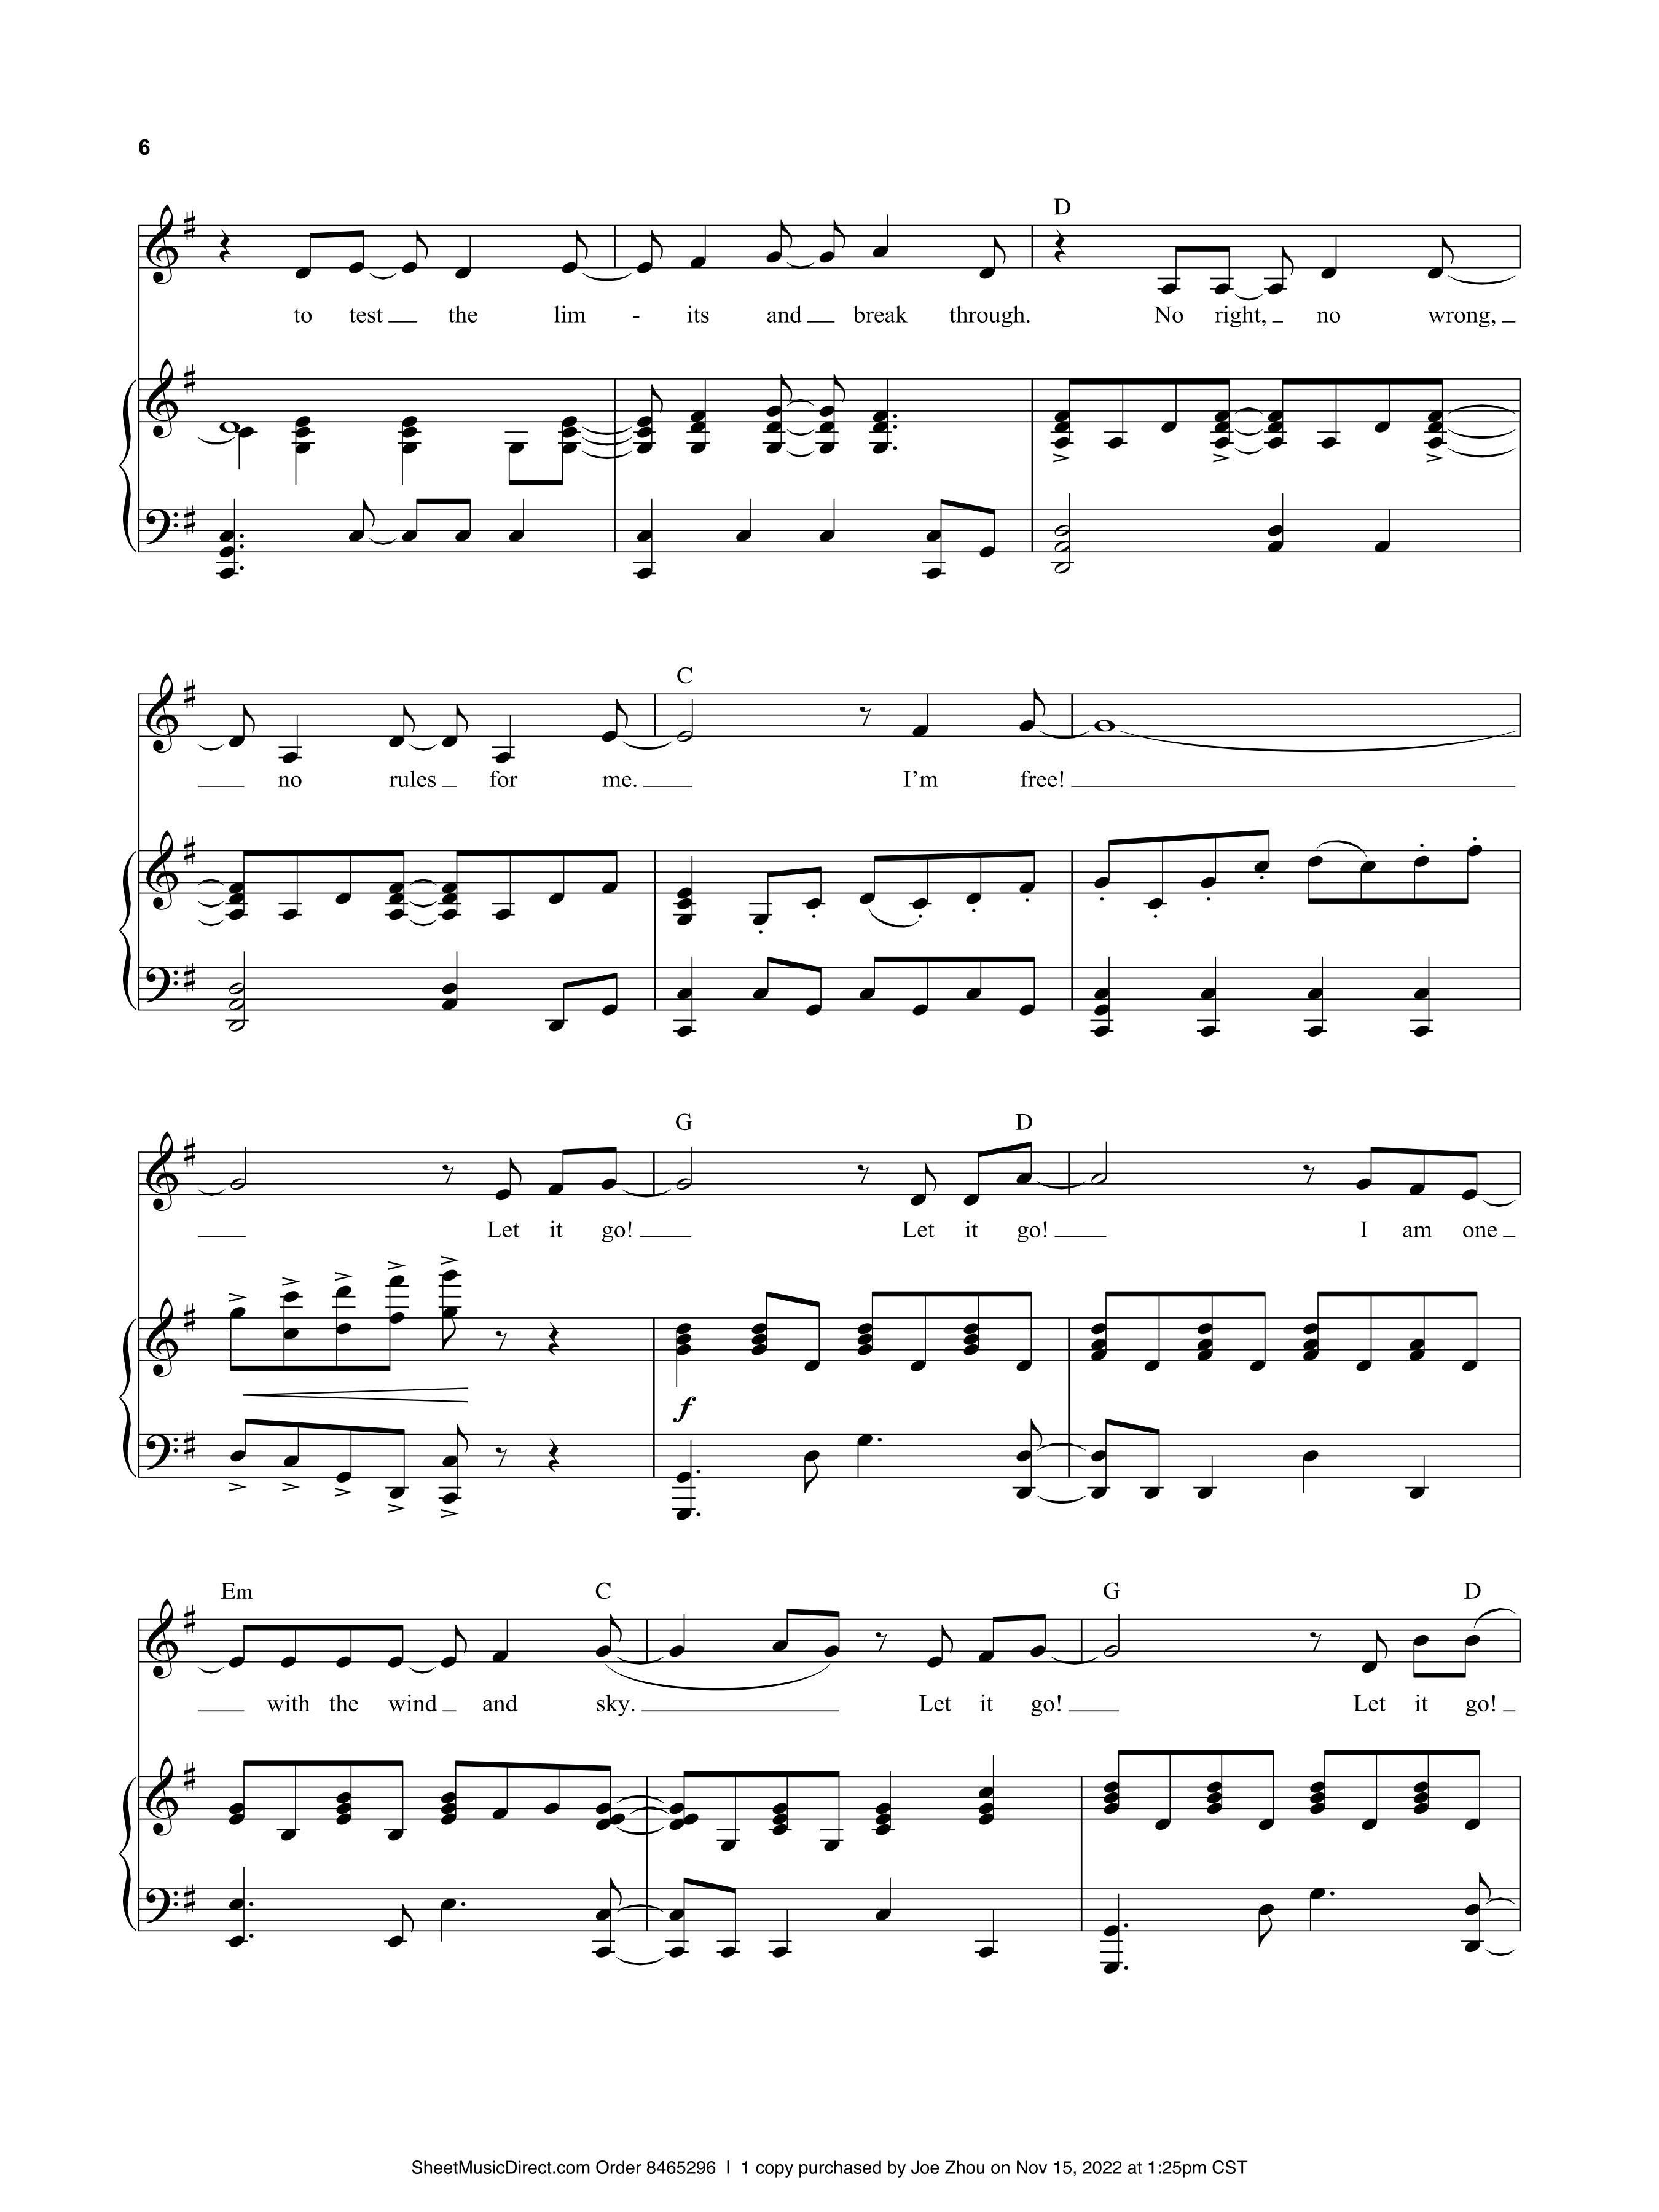 6
D
to test the lim - its and break through. No right, no wrong,
C
no rules for me. I'm free!
G D
Let it go! Let it go! I am one
f
Em C G D
with the wind and sky. Let it go! Let it go!
SheetMusicDirect.com Order 8465296 | 1 copy purchased by Joe Zhou on Nov 15, 2022 at 1:25pm CST